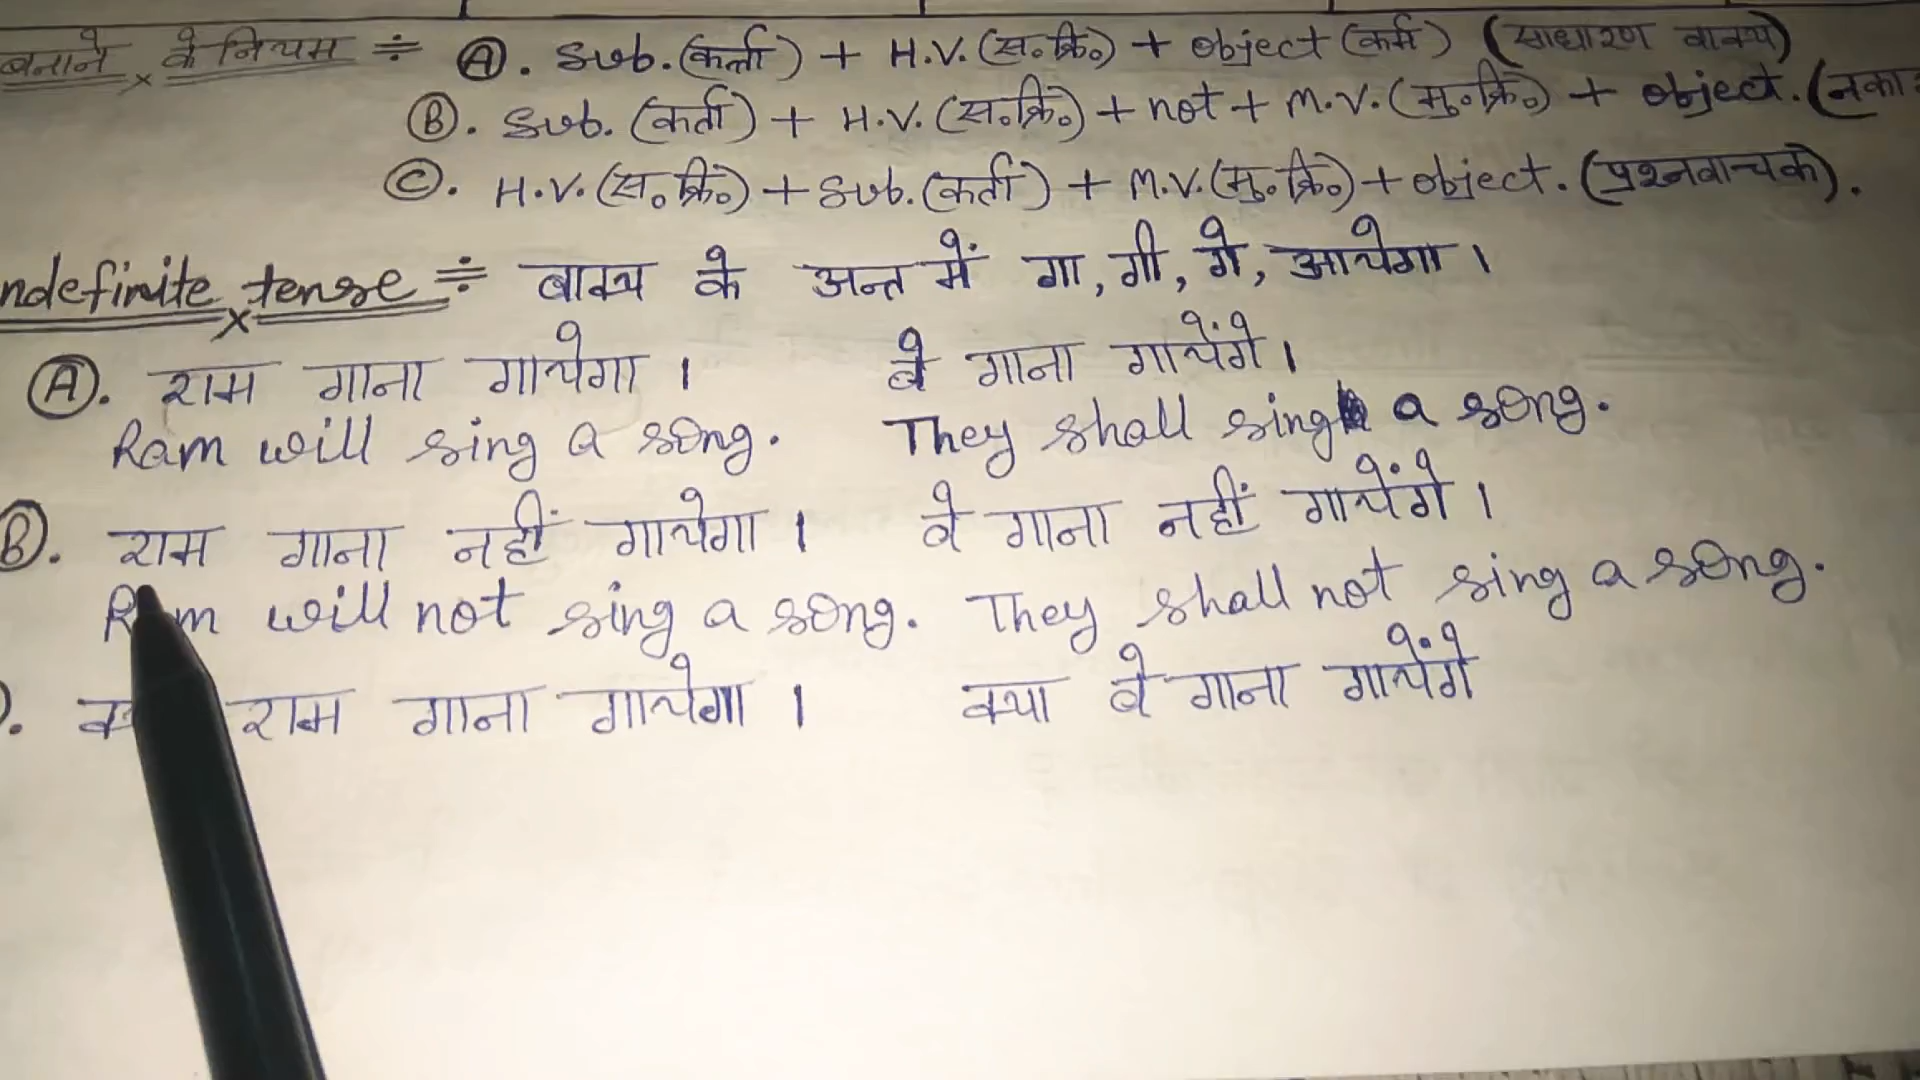 बनाने के नियम ÷ Ⓐ. Sub. (कर्ता) + H.V. (स०क्रि०) + object (कर्म) (साधारण वाक्य)
Ⓑ. Sub. (कर्ता) + H.V. (स०क्रि०) + not + M.V. (मु०क्रि०) + object. (नका
Ⓒ. H.V. (स०क्रि०) + Sub. (कर्ता) + M.V. (मु०क्रि०) + object. (प्रश्नवाचक).
ndefinite tense ÷ वाक्य के अन्त में गा, गी, गे, आयेगा।
Ⓐ. राम गाना गायेगा। वे गाना गायेंगे।
Ram will sing a song. They shall sing a song.
Ⓑ. राम गाना नहीं गायेगा। वे गाना नहीं गायेंगे।
Ram will not sing a song. They shall not sing a song.
राम गाना गायेगा। क्या वे गाना गायेंगे